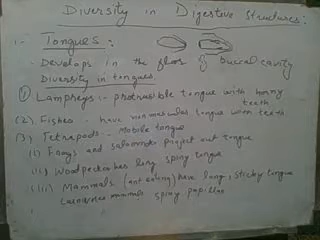 Diversity in Digestive Structures:
1:- Tongues:
Develops in the floor of buccal cavity
Diversity in tongues.
(1) Lampreys:- protrusible tongue with horny teeth
(2) Fishes - have non muscular tongue with teeth
(3) Tetrapods - Mobile tongue
(i) Frogs and salamander project out tongue
(ii) Woodpecker has long spiny tongue
(iii) Mammals (ant eating) have long, sticky tongue
carnivores mammals spiny papillae